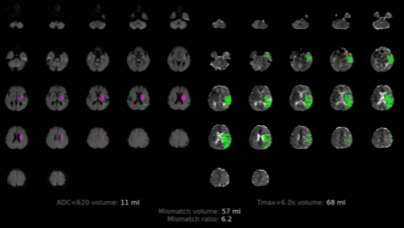 ADC<620 volume: 11 ml
Tmax>6.0s volume: 68 ml
Mismatch volume: 57 ml
Mismatch ratio: 6.2